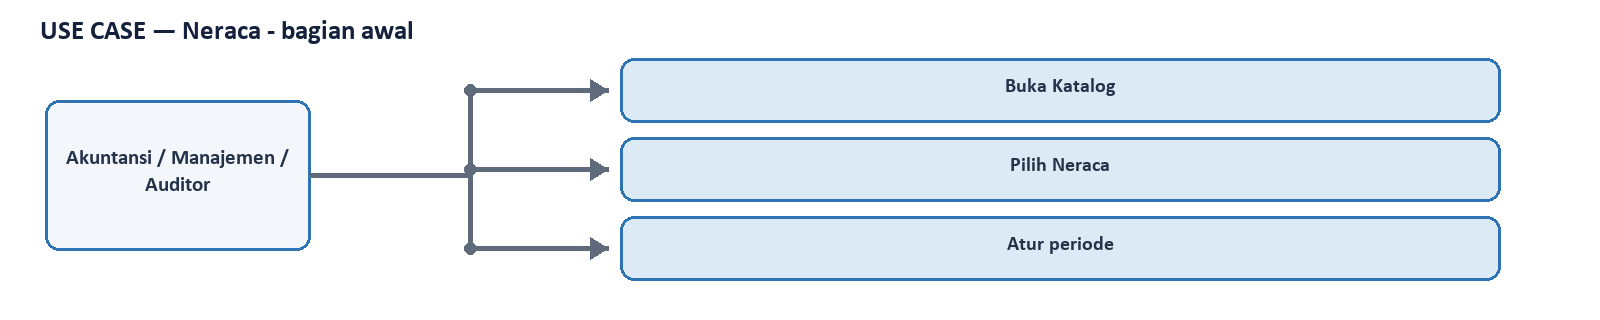 USE CASE — Neraca - bagian awal
Akuntansi / Manajemen /
Auditor
Buka Katalog
Pilih Neraca
Atur periode